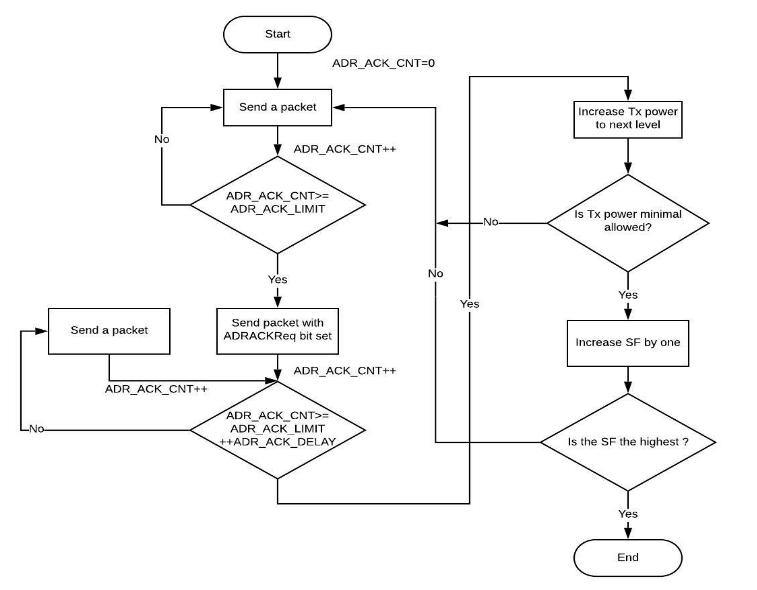 Start
ADR_ACK_CNT=0
Send a packet
No
ADR_ACK_CNT++
ADR_ACK_CNT>=
ADR_ACK_LIMIT
Yes
Send a packet
Send packet with
ADRACKReq bit set
ADR_ACK_CNT++
ADR_ACK_CNT++
ADR_ACK_CNT>=
ADR_ACK_LIMIT
++ADR_ACK_DELAY
No
Yes
Increase Tx power
to next level
Is Tx power minimal
allowed?
No
Yes
Increase SF by one
Is the SF the highest ?
No
Yes
End